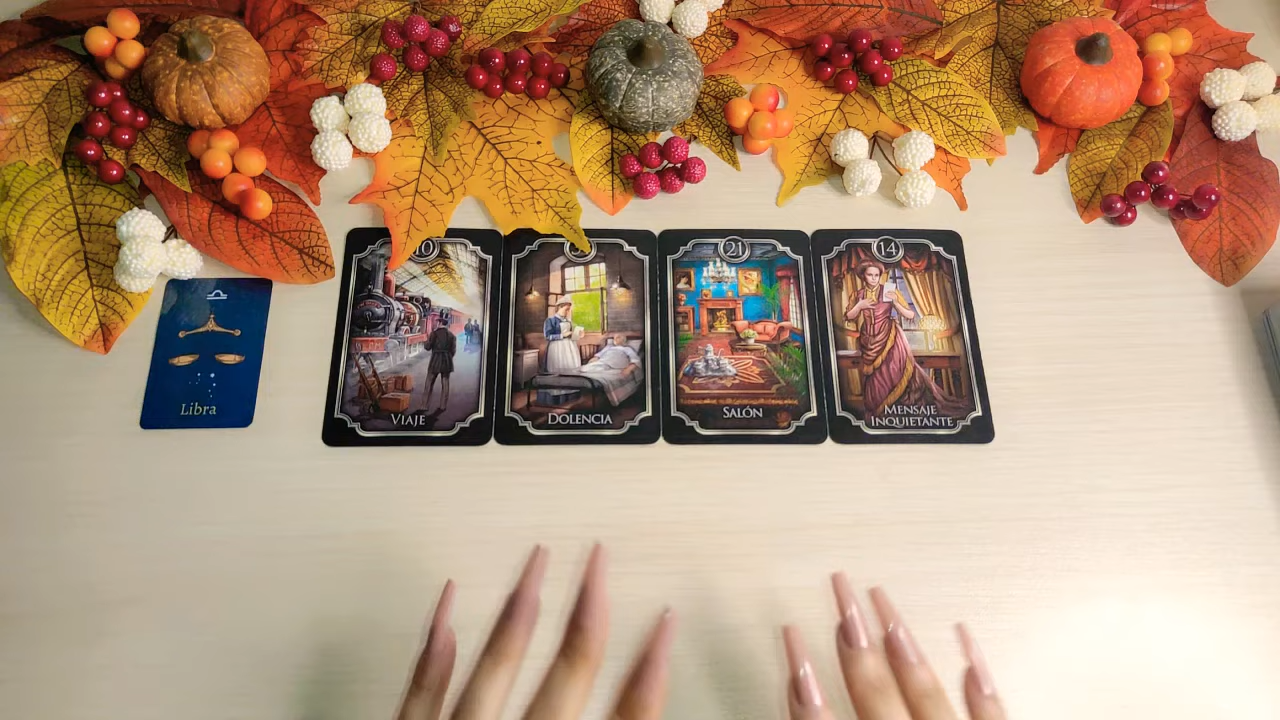 Libra
10
VIAJE
DOLENCIA
21
SALÓN
14
MENSAJE
INQUIETANTE